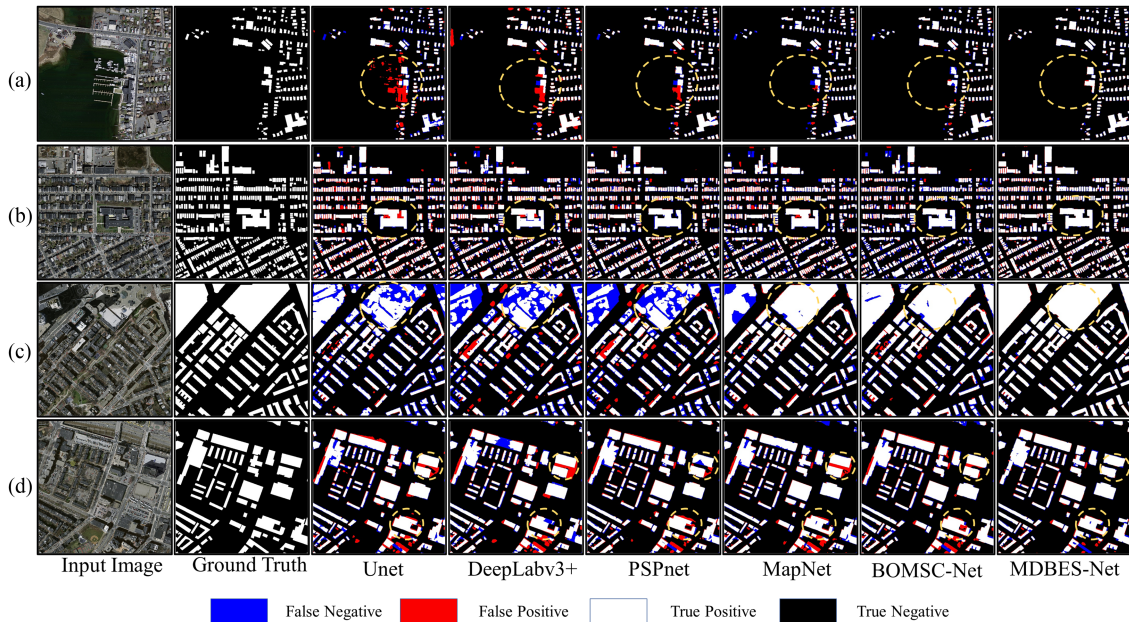 (a)
(b)
(c)
(d)
Input Image Ground Truth Unet DeepLabv3+ PSPnet MapNet BOMSC-Net MDBES-Net
False Negative False Positive True Positive True Negative